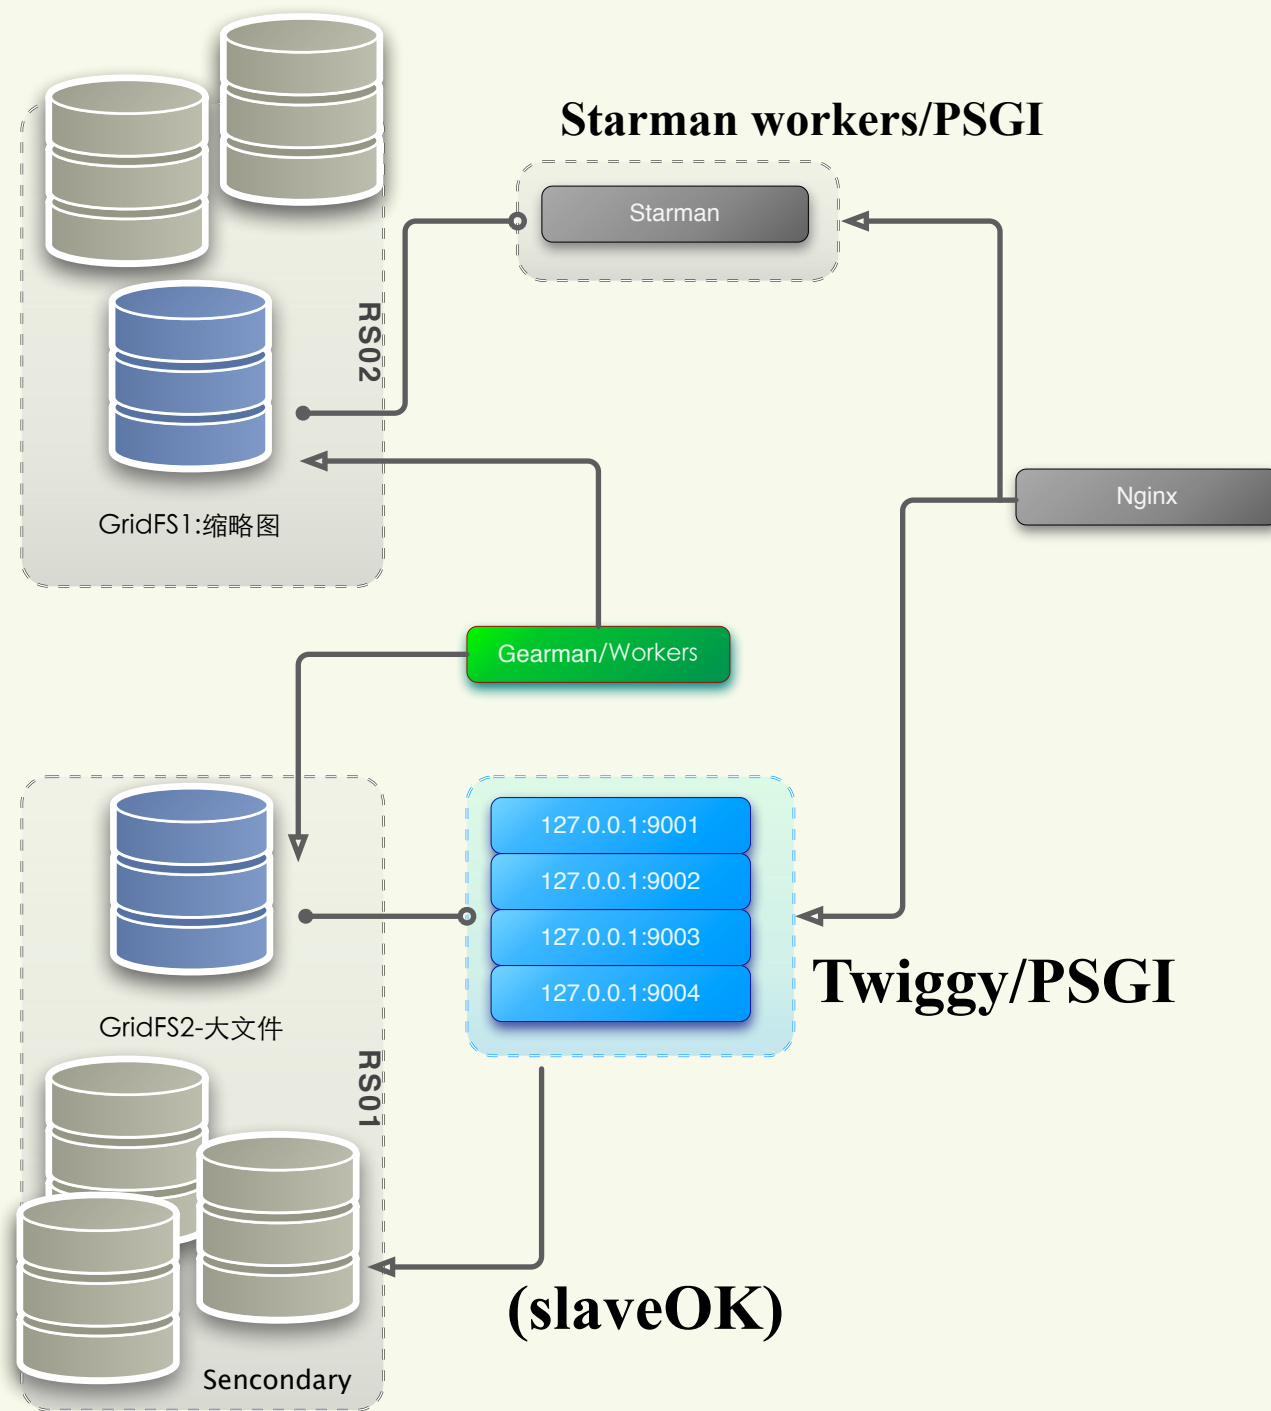 Starman workers/PSGI
Starman
RS02
Nginx
GridFS1:缩略图
Gearman/Workers
127.0.0.1:9001
127.0.0.1:9002
127.0.0.1:9003
127.0.0.1:9004
Twiggy/PSGI
GridFS2-大文件
RS01
(slaveOK)
Sencondary